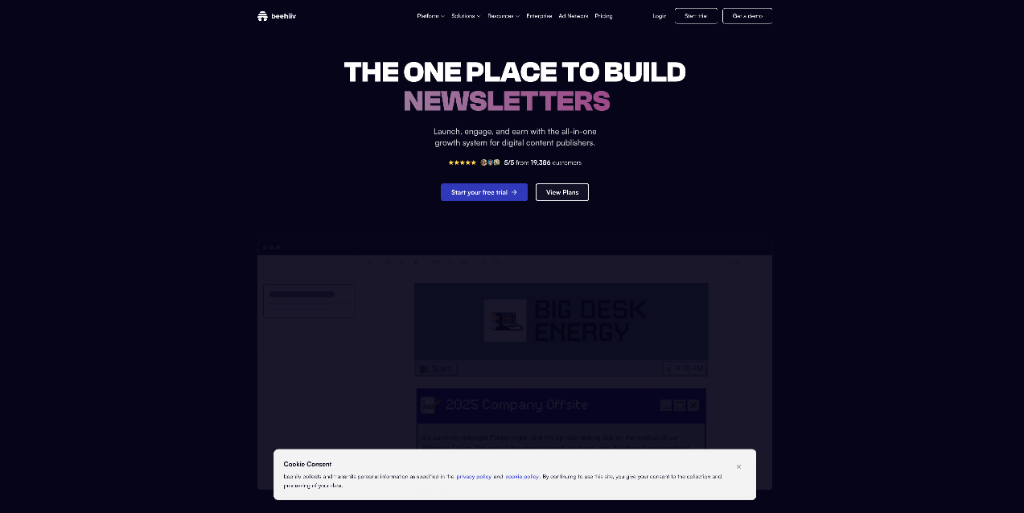 beehiiv
Platform Solutions Resources Enterprise Ad Network Pricing
Login
Start trial
Get a demo
THE ONE PLACE TO BUILD
NEWSLETTERS
Launch, engage, and earn with the all-in-one
growth system for digital content publishers.
5/5 from 19,386 customers
Start your free trial →
View Plans
BIG DESK
ENERGY
Start
2025 Company Offsite
Cookie Consent
beehiiv collects and transmits personal information as specified in the privacy policy and cookie policy. By continuing to use this site, you give your consent to the collection and
processing of your data.